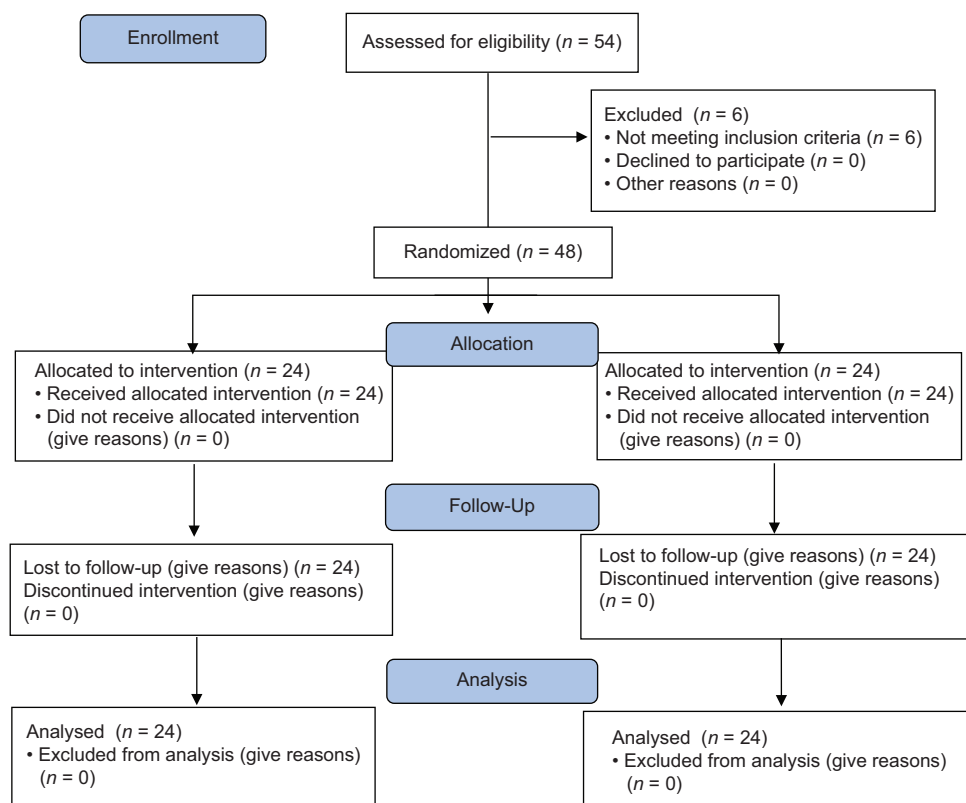 Enrollment
Assessed for eligibility (n = 54)
Excluded (n = 6)
• Not meeting inclusion criteria (n = 6)
• Declined to participate (n = 0)
• Other reasons (n = 0)
Randomized (n = 48)
Allocation
Allocated to intervention (n = 24)
• Received allocated intervention (n = 24)
• Did not receive allocated intervention
(give reasons) (n = 0)
Allocated to intervention (n = 24)
• Received allocated intervention (n = 24)
• Did not receive allocated intervention
(give reasons) (n = 0)
Follow-Up
Lost to follow-up (give reasons) (n = 24)
Discontinued intervention (give reasons)
(n = 0)
Lost to follow-up (give reasons) (n = 24)
Discontinued intervention (give reasons)
(n = 0)
Analysis
Analysed (n = 24)
• Excluded from analysis (give reasons)
(n = 0)
Analysed (n = 24)
• Excluded from analysis (give reasons)
(n = 0)